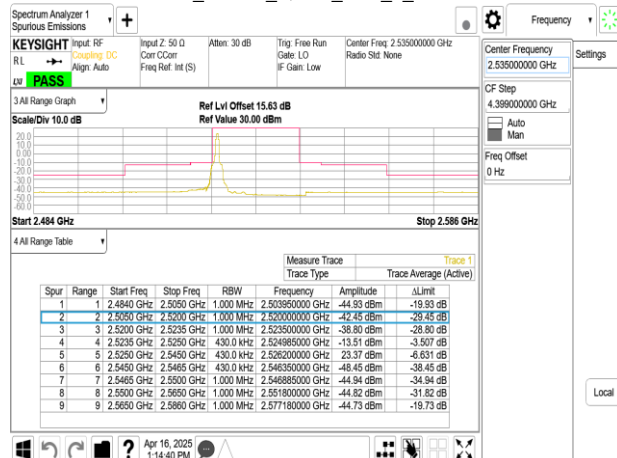 Spectrum Analyzer 1
Spurious Emissions
+
Frequency
KEYSIGHT
Input: RF
Coupling: DC
Align: Auto
Input Z: 50 Ω
Corr CCorr
Freq Ref: Int (S)
Atten: 30 dB
Trig: Free Run
Gate: LO
IF Gain: Low
Center Freq: 2.535000000 GHz
Radio Std: None
RL
LXI
PASS
Center Frequency
2.535000000 GHz
Settings
CF Step
4.399000000 GHz
Auto
Man
Freq Offset
0 Hz
3 All Range Graph
Scale/Div 10.0 dB
Ref Lvl Offset 15.63 dB
Ref Value 30.00 dBm
20.0
10.0
0.00
-10.0
-20.0
-30.0
-40.0
-50.0
-60.0
Start 2.484 GHz
Stop 2.586 GHz
4 All Range Table
Measure Trace Trace 1
Trace Type Trace Average (Active)
Spur Range Start Freq Stop Freq RBW Frequency Amplitude ΔLimit
1 1 2.4840 GHz 2.5050 GHz 1.000 MHz 2.503950000 GHz -44.93 dBm -19.93 dB
2 2 2.5050 GHz 2.5200 GHz 1.000 MHz 2.520000000 GHz -42.45 dBm -29.45 dB
3 3 2.5200 GHz 2.5235 GHz 1.000 MHz 2.523500000 GHz -38.80 dBm -28.80 dB
4 4 2.5235 GHz 2.5250 GHz 430.0 kHz 2.524985000 GHz -13.51 dBm -3.507 dB
5 5 2.5250 GHz 2.5450 GHz 430.0 kHz 2.526200000 GHz 23.37 dBm -6.631 dB
6 6 2.5450 GHz 2.5465 GHz 430.0 kHz 2.546350000 GHz -48.45 dBm -38.45 dB
7 7 2.5465 GHz 2.5500 GHz 1.000 MHz 2.546885000 GHz -44.94 dBm -34.94 dB
8 8 2.5500 GHz 2.5650 GHz 1.000 MHz 2.551800000 GHz -44.82 dBm -31.82 dB
9 9 2.5650 GHz 2.5860 GHz 1.000 MHz 2.577180000 GHz -44.73 dBm -19.73 dB
Local
?
Apr 16, 2025
1:14:40 PM